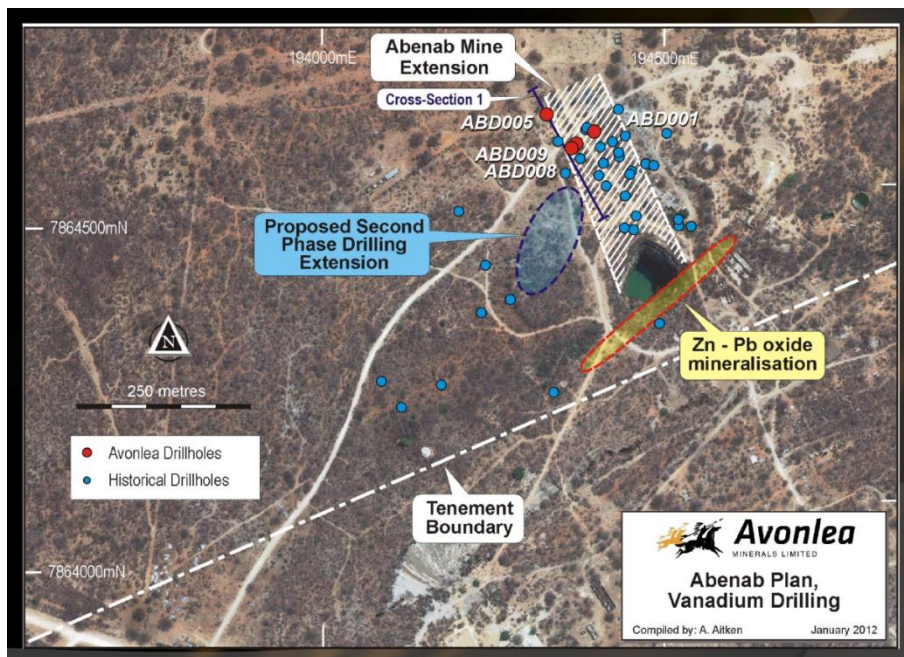 194000mE
194500mE
Abenab Mine
Extension
Cross-Section 1
ABD005
ABD001
ABD009
ABD008
7864500mN
Proposed Second
Phase Drilling
Extension
N
Zn - Pb oxide
mineralisation
250 metres
Avonlea Drillholes
Historical Drillholes
Tenement
Boundary
7864000mN
Avonlea
MINERALS LIMITED
Abenab Plan,
Vanadium Drilling
Compiled by: A. Aitken
January 2012